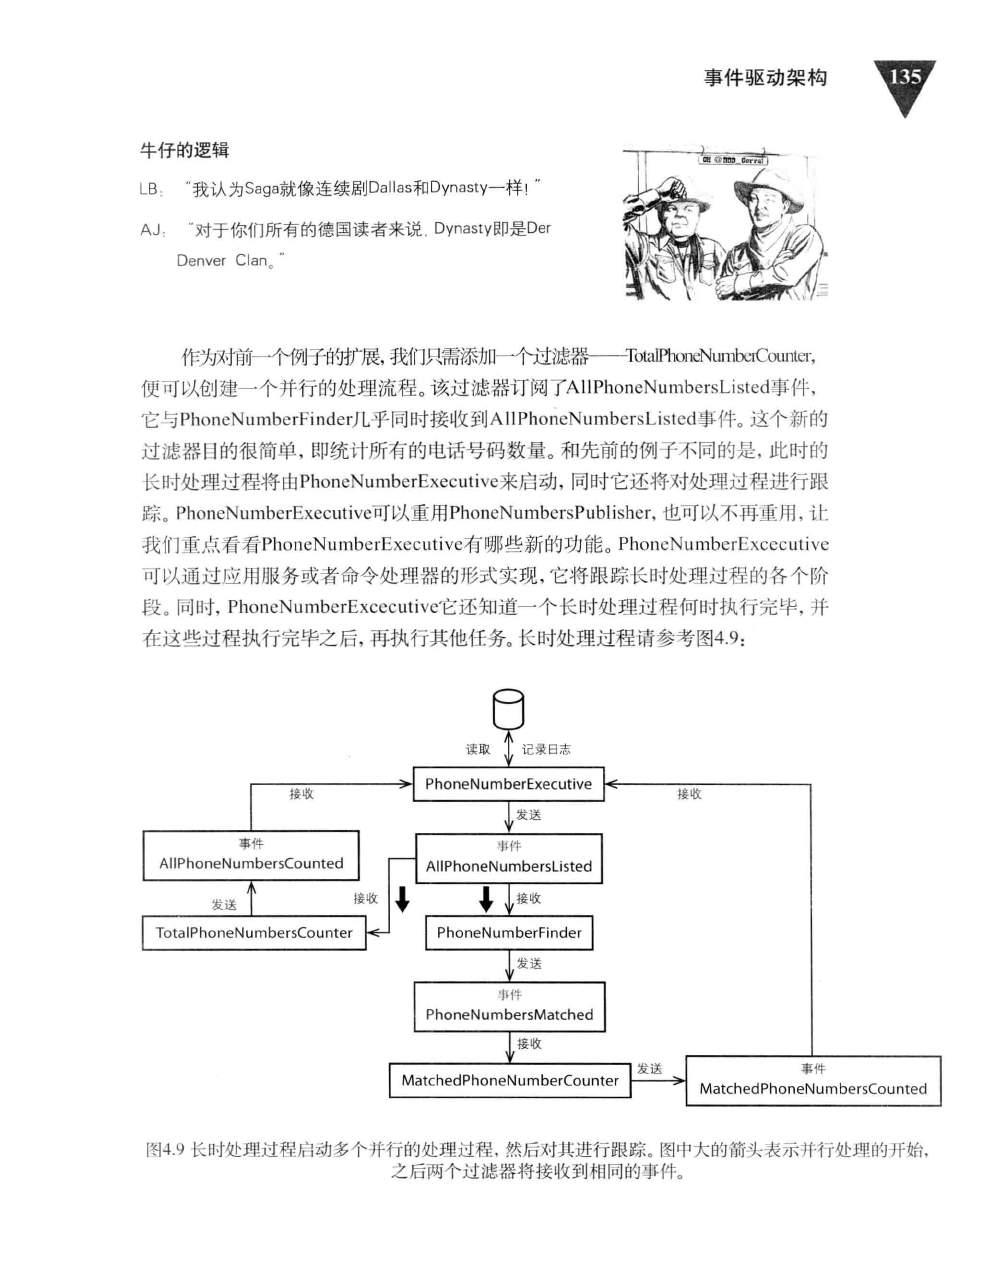 事件驱动架构
135
牛仔的逻辑
LB: “我认为Saga就像连续剧Dallas和Dynasty一样！”
AJ: “对于你们所有的德国读者来说, Dynasty即是Der
Denver Clan。”
作为对前一个例子的扩展, 我们只需添加一个过滤器——TotalPhoneNumberCounter,
便可以创建一个并行的处理流程。该过滤器订阅了AllPhoneNumbersListed事件,
它与PhoneNumberFinder几乎同时接收到AllPhoneNumbersListed事件。这个新的
过滤器目的很简单, 即统计所有的电话号码数量。和先前的例子不同的是, 此时的
长时处理过程将由PhoneNumberExecutive来启动, 同时它还将对处理过程进行跟
踪。PhoneNumberExecutive可以重用PhoneNumbersPublisher, 也可以不再重用, 让
我们重点看看PhoneNumberExecutive有哪些新的功能。PhoneNumberExcecutive
可以通过应用服务或者命令处理器的形式实现, 它将跟踪长时处理过程的各个阶
段。同时, PhoneNumberExcecutive它还知道一个长时处理过程何时执行完毕, 并
在这些过程执行完毕之后, 再执行其他任务。长时处理过程请参考图4.9:
读取
记录日志
PhoneNumberExecutive
接收
接收
发送
事件
AllPhoneNumbersCounted
事件
AllPhoneNumbersListed
发送
接收
接收
TotalPhoneNumbersCounter
PhoneNumberFinder
发送
事件
PhoneNumbersMatched
接收
MatchedPhoneNumberCounter
发送
事件
MatchedPhoneNumbersCounted
图4.9 长时处理过程启动多个并行的处理过程, 然后对其进行跟踪。图中大的箭头表示并行处理的开始,
之后两个过滤器将接收到相同的事件。